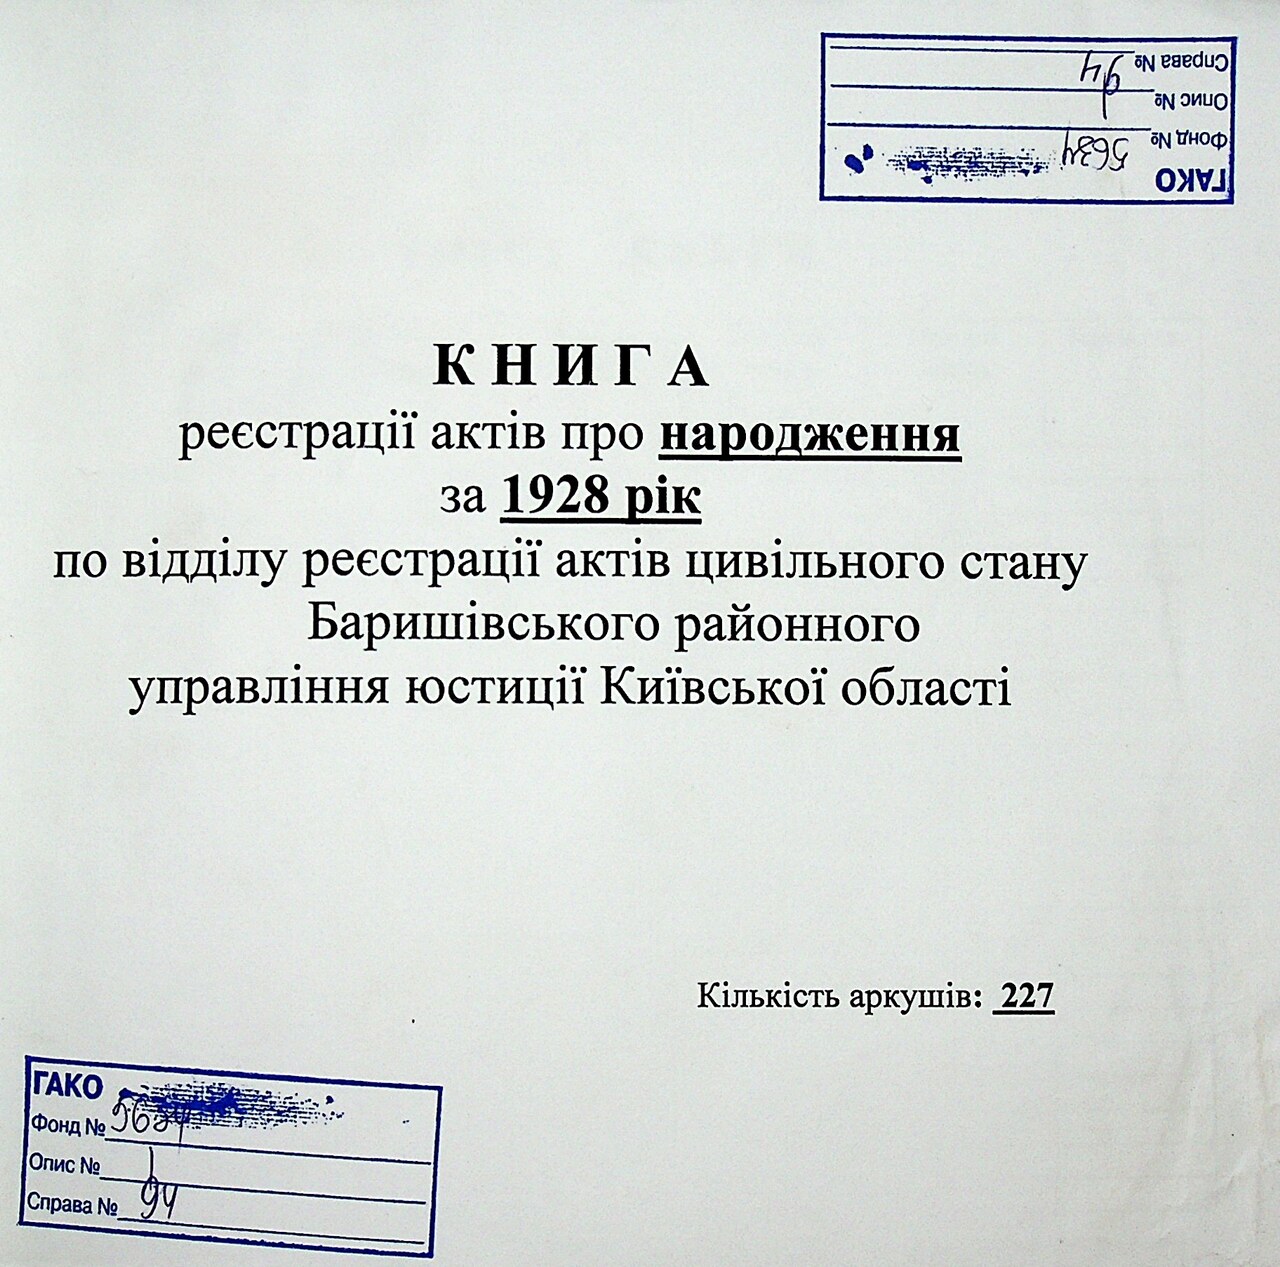 ГАКО
Фонд № 5634
Опис № 1
Справа № 94
К Н И Г А
реєстрації актів про народження
за 1928 рік
по відділу реєстрації актів цивільного стану
Баришівського районного
управління юстиції Київської області
Кількість аркушів: 227
ГАКО
Фонд № 5634
Опис № 1
Справа № 94